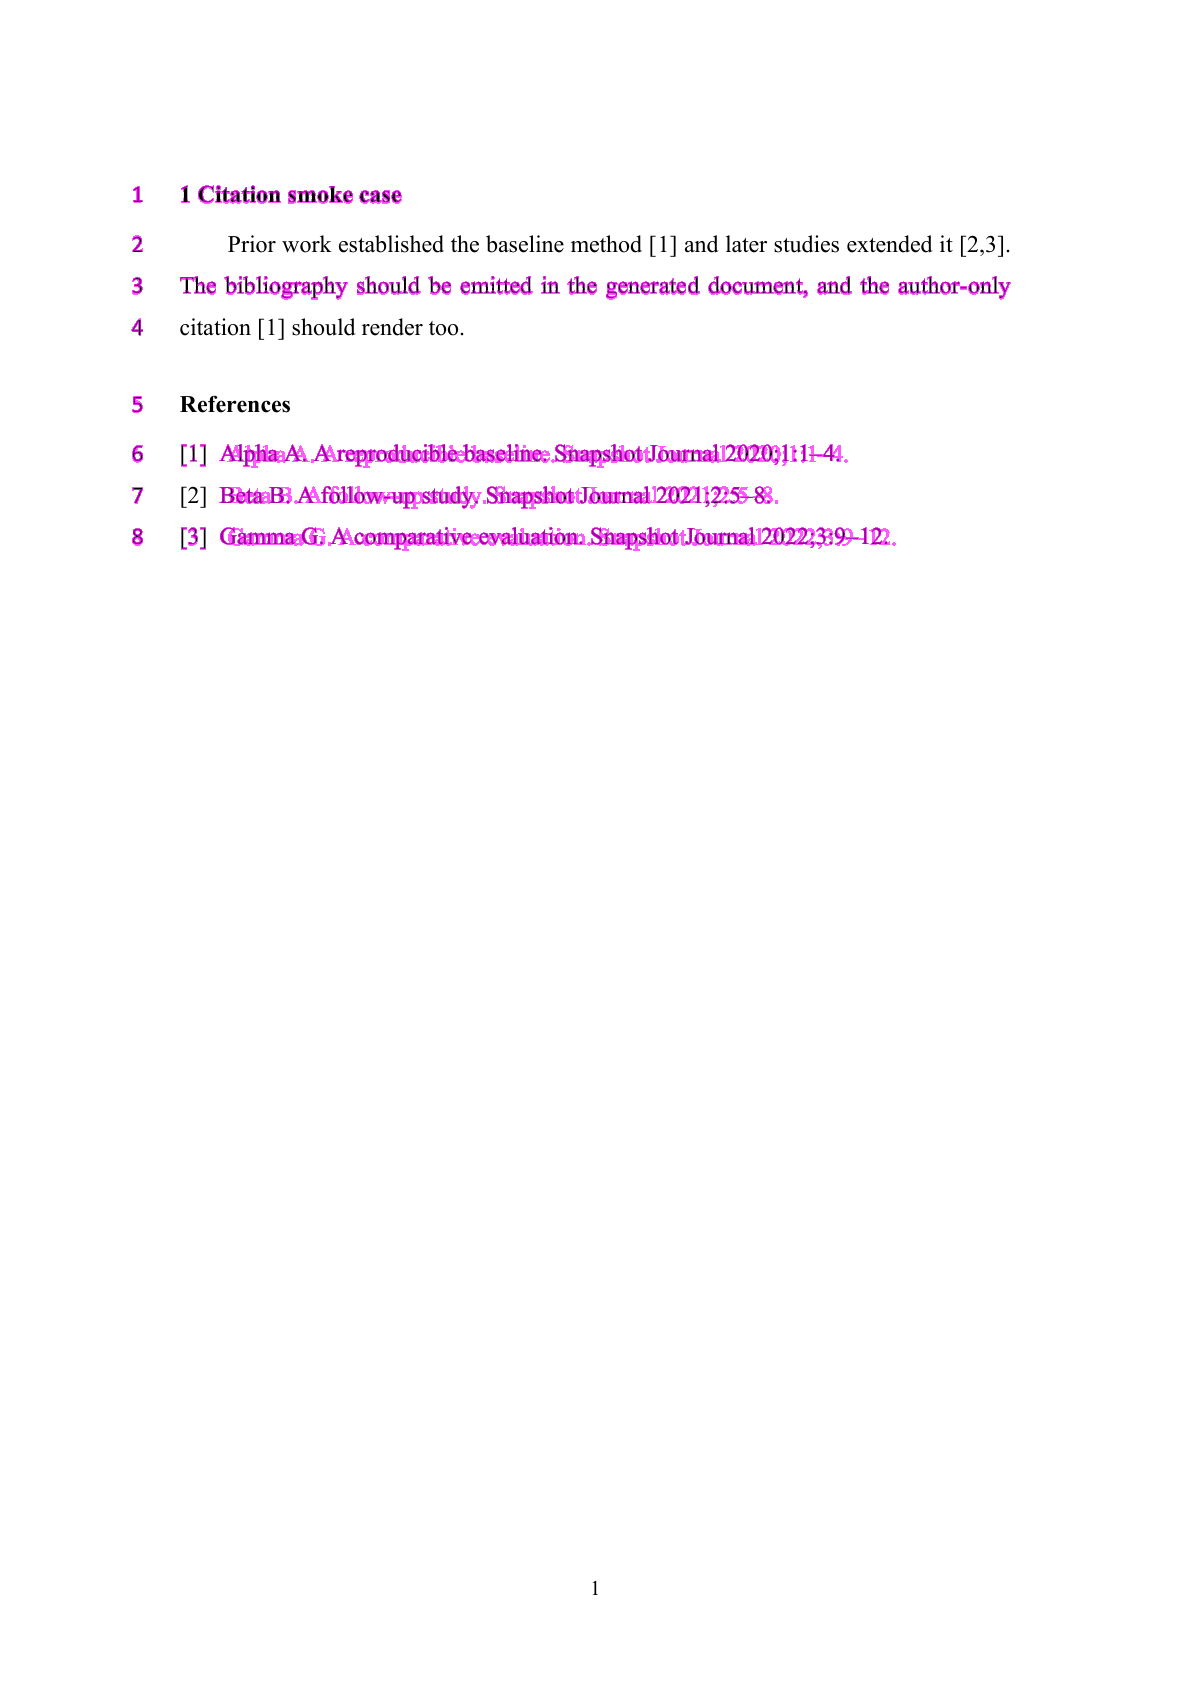 1 1 Citation smoke case
2 Prior work established the baseline method [1] and later studies extended it [2,3].
3 The bibliography should be emitted in the generated document, and the author-only
4 citation [1] should render too.
5 References
6 [1] Alpha A. A reproducible baseline. Snapshot Journal 2020;1:1–4.
7 [2] Beta B. A follow-up study. Snapshot Journal 2021;2:5–8.
8 [3] Gamma G. A comparative evaluation. Snapshot Journal 2022;3:9–12.
1